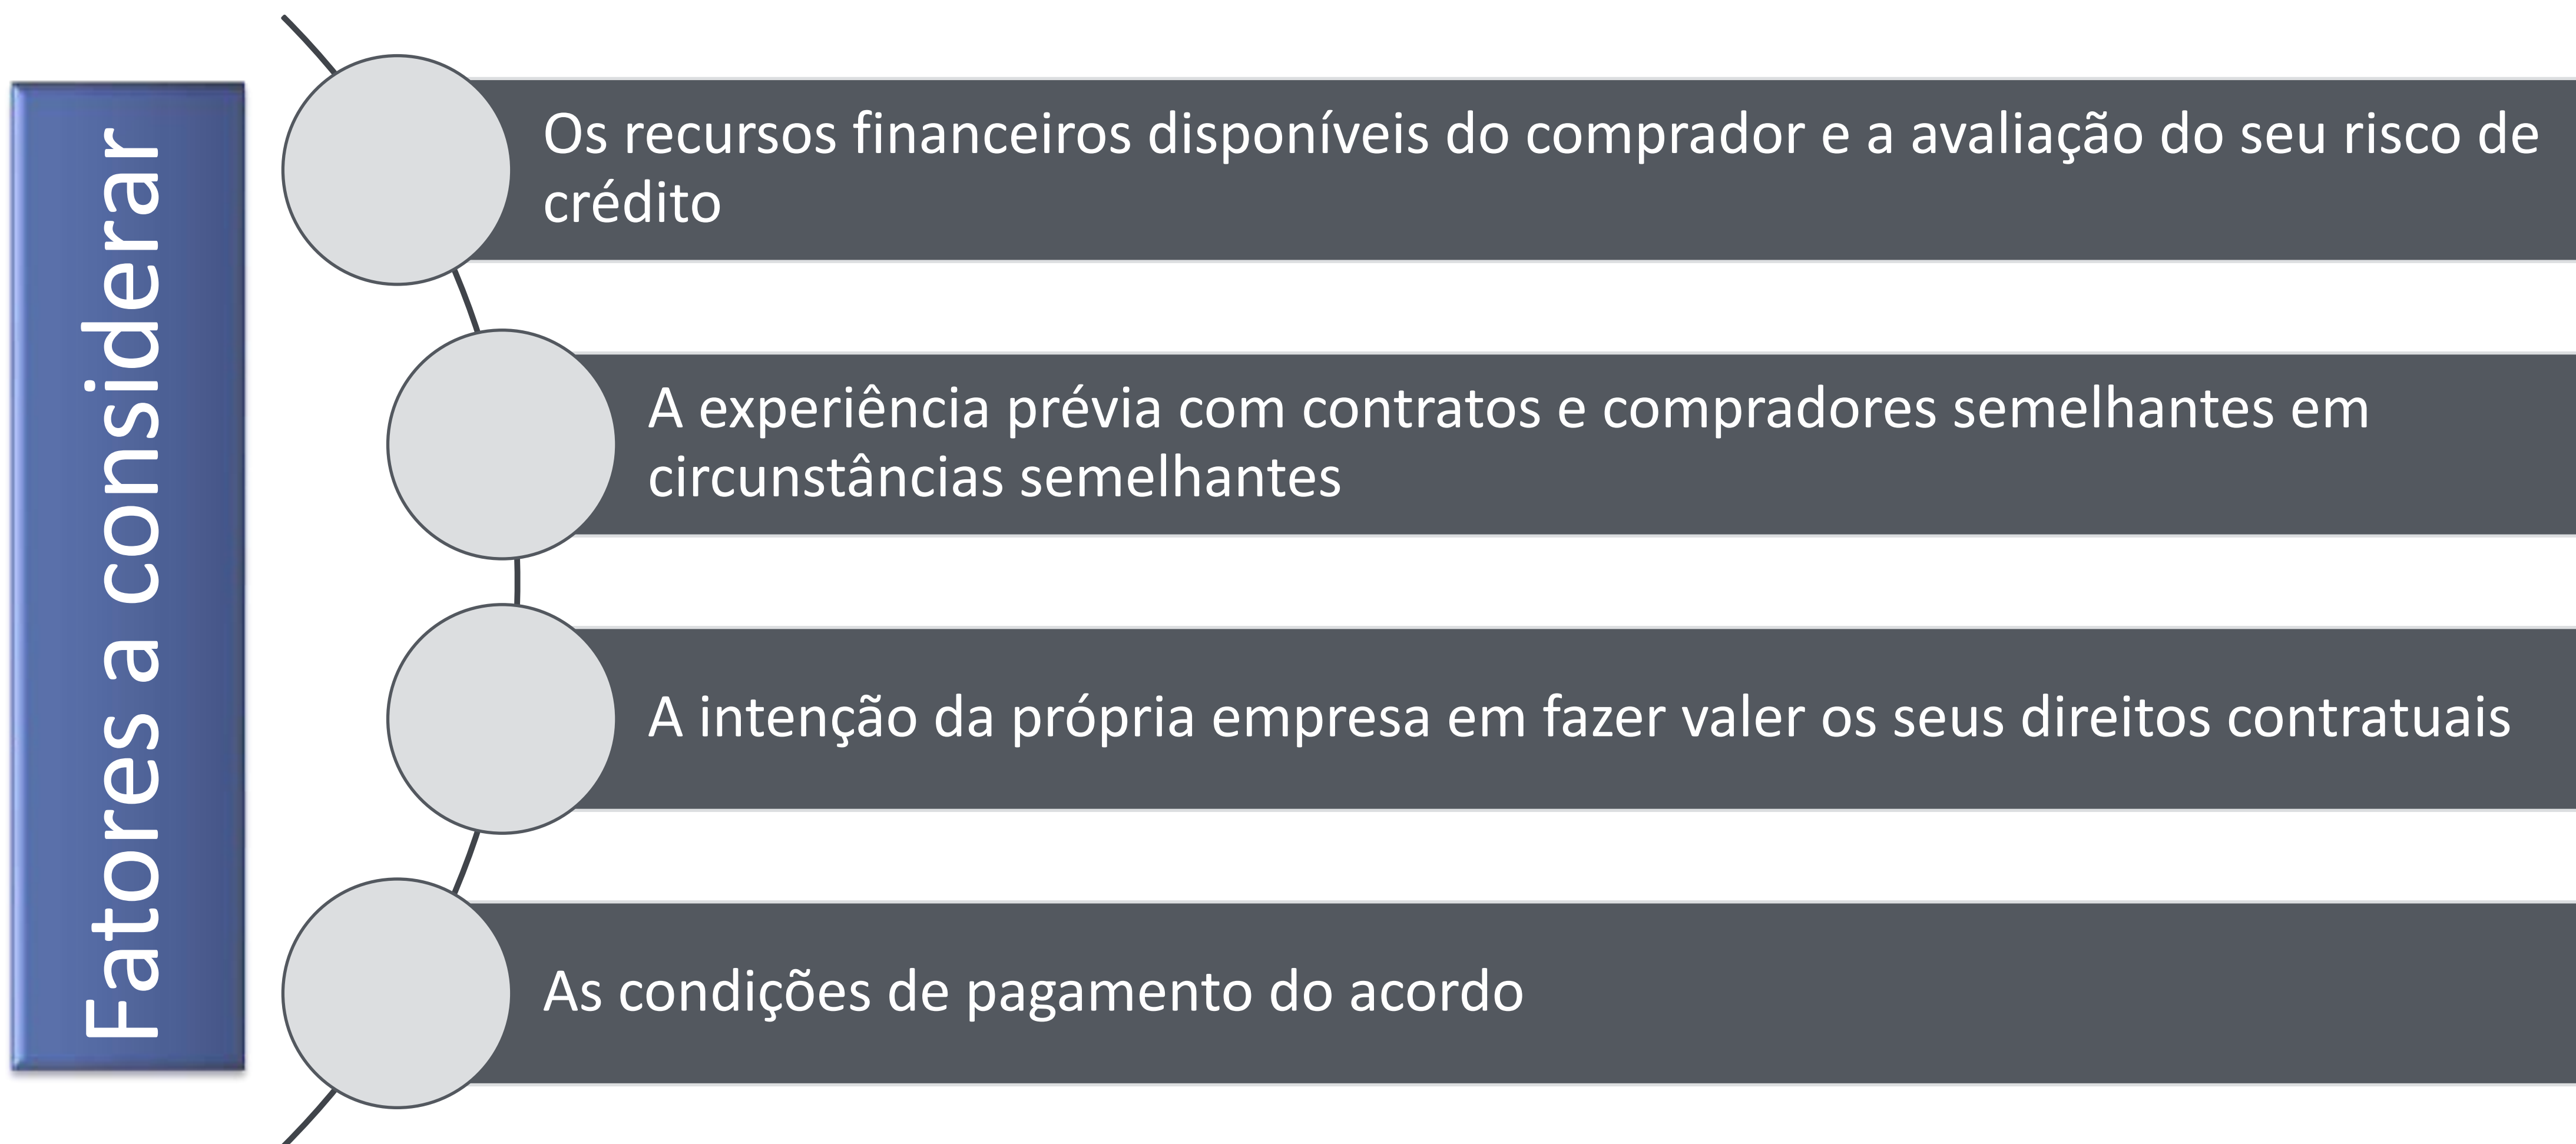 Fatores a considerar
Os recursos financeiros disponíveis do comprador e a avaliação do seu risco de
crédito
A experiência prévia com contratos e compradores semelhantes em
circunstâncias semelhantes
A intenção da própria empresa em fazer valer os seus direitos contratuais
As condições de pagamento do acordo